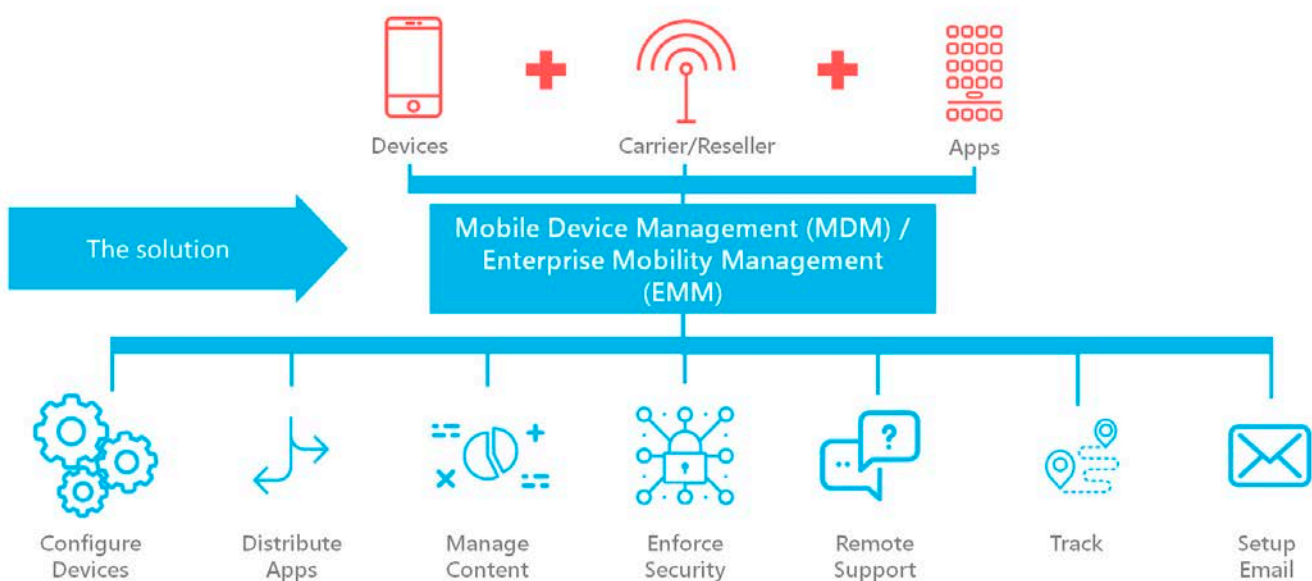 Devices
Carrier/Reseller
Apps
The solution
Mobile Device Management (MDM) /
Enterprise Mobility Management
(EMM)
?
Configure
Devices
Distribute
Apps
Manage
Content
Enforce
Security
Remote
Support
Track
Setup
Email